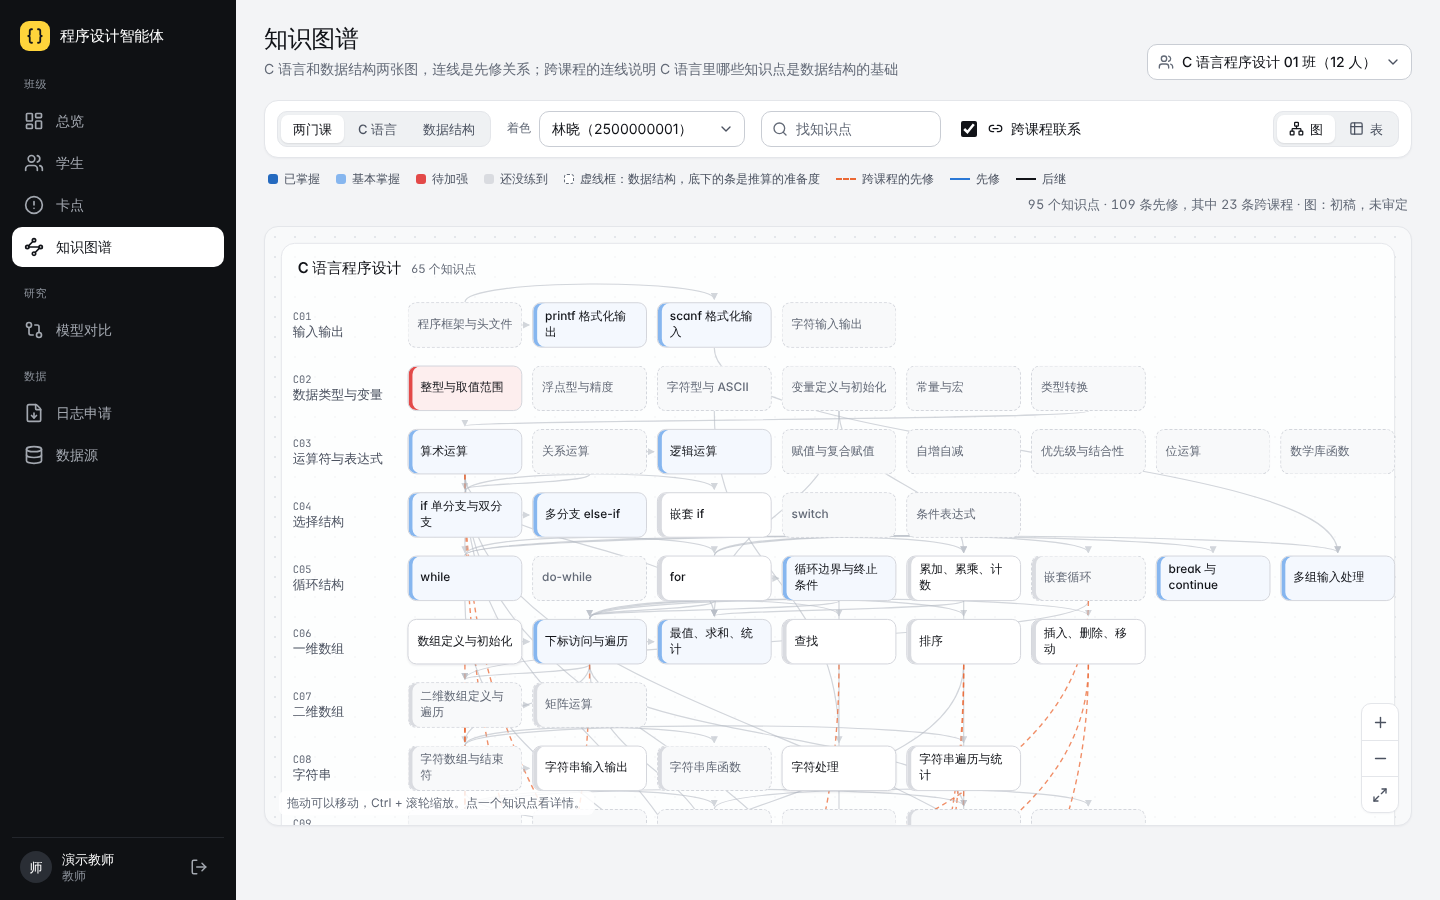 {} 程序设计智能体
班级
总览
学生
卡点
知识图谱
研究
模型对比
数据
日志申请
数据源
师 演示教师
教师
知识图谱
C 语言和数据结构两张图，连线是先修关系；跨课程的连线说明 C 语言里哪些知识点是数据结构的基础
C 语言程序设计 01 班（12 人）
两门课 C 语言 数据结构 着色 林晓（2500000001） 找知识点 跨课程联系 图 表
已掌握 基本掌握 待加强 还没练到 虚线框：数据结构，底下的条是推算的准备度 跨课程的先修 先修 后继
95 个知识点 · 109 条先修，其中 23 条跨课程 · 图：初稿，未审定
C 语言程序设计 65 个知识点
C01
输入输出
程序框架与头文件
printf 格式化输
出
scanf 格式化输
入
字符输入输出
C02
数据类型与变量
整型与取值范围
浮点型与精度
字符型与 ASCII
变量定义与初始化
常量与宏
类型转换
C03
运算符与表达式
算术运算
关系运算
逻辑运算
赋值与复合赋值
自增自减
优先级与结合性
位运算
数学库函数
C04
选择结构
if 单分支与双分
支
多分支 else-if
嵌套 if
switch
条件表达式
C05
循环结构
while
do-while
for
循环边界与终止
条件
累加、累乘、计
数
嵌套循环
break 与
continue
多组输入处理
C06
一维数组
数组定义与初始化
下标访问与遍历
最值、求和、统
计
查找
排序
插入、删除、移
动
C07
二维数组
二维数组定义与
遍历
矩阵运算
C08
字符串
字符数组与结束
符
字符串输入输出
字符串库函数
字符处理
字符串遍历与统
计
拖动可以移动，Ctrl + 滚轮缩放。点一个知识点看详情。
C09